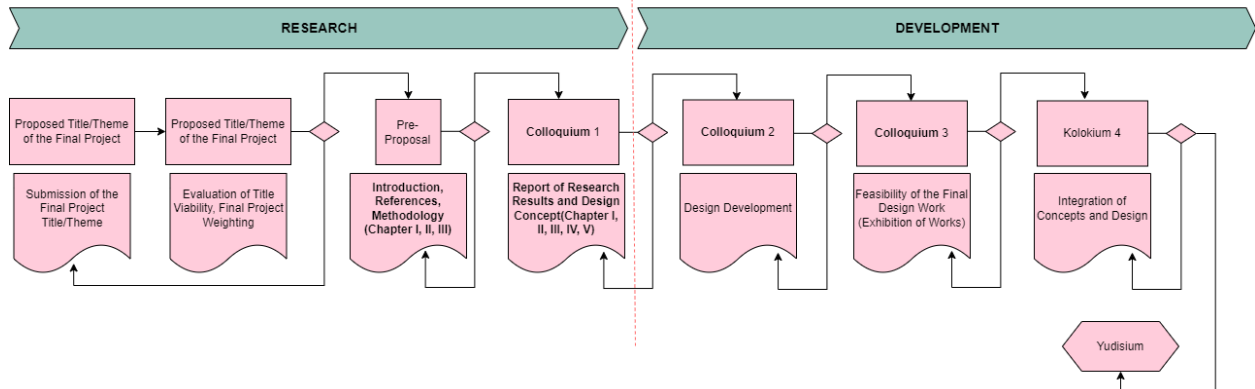 RESEARCH
DEVELOPMENT
Proposed Title/Theme
of the Final Project
Proposed Title/Theme
of the Final Project
Pre-
Proposal
Colloquium 1
Colloquium 2
Colloquium 3
Kolokium 4
Submission of the
Final Project
Title/Theme
Evaluation of Title
Viability, Final Project
Weighting
Introduction,
References,
Methodology
(Chapter I, II, III)
Report of Research
Results and Design
Concept(Chapter I,
II, III, IV, V)
Design Development
Feasibility of the Final
Design Work
(Exhibition of Works)
Integration of
Concepts and Design
Yudisium